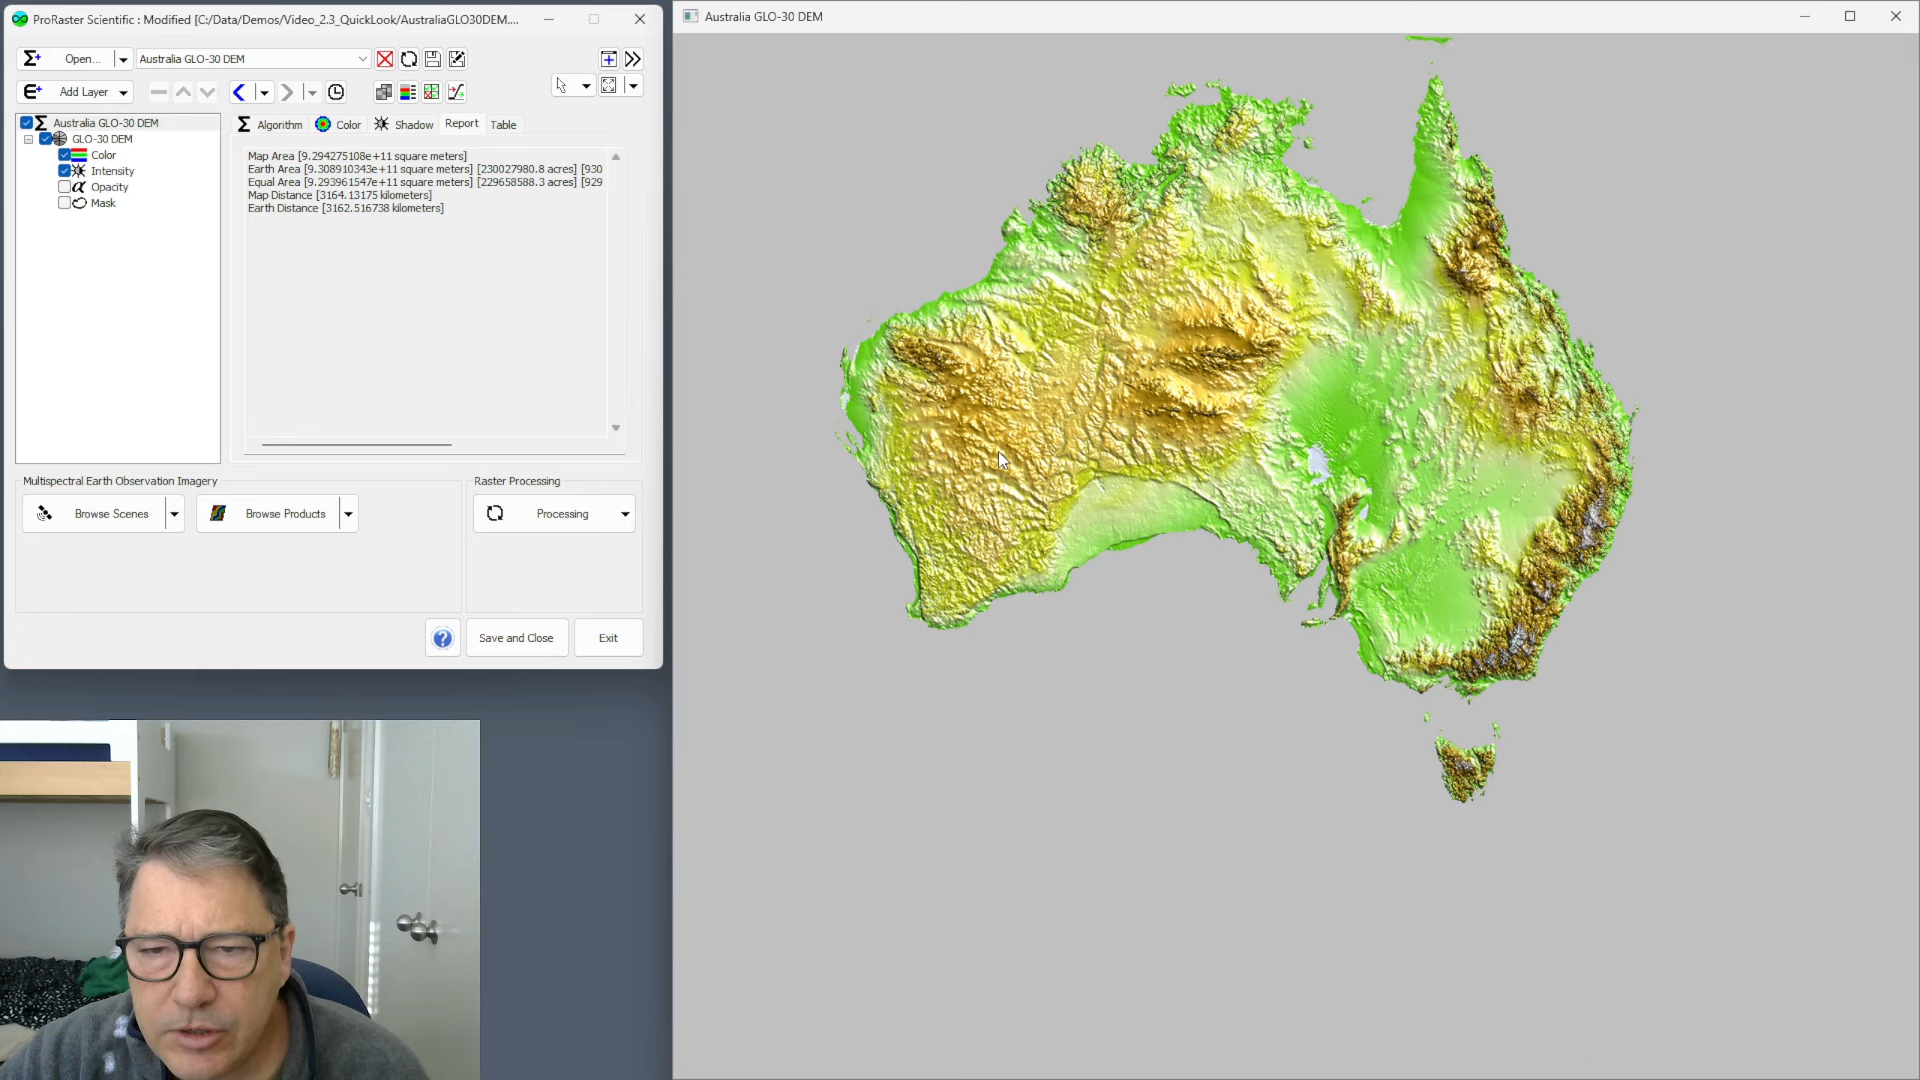 ProRaster Scientific : Modified [C:/Data/Demos/Video_2.3_QuickLook/AustraliaGLO30DEM....
Open...
Australia GLO-30 DEM
Add Layer
Australia GLO-30 DEM
GLO-30 DEM
Color
Intensity
Opacity
Mask
Algorithm
Color
Shadow
Report
Table
Map Area [9.294275108e+11 square meters]
Earth Area [9.308910343e+11 square meters] [230027980.8 acres] [930
Equal Area [9.293961547e+11 square meters] [229658588.3 acres] [929
Map Distance [3164.13175 kilometers]
Earth Distance [3162.516738 kilometers]
Multispectral Earth Observation Imagery
Browse Scenes
Browse Products
Raster Processing
Processing
Save and Close
Exit
Australia GLO-30 DEM